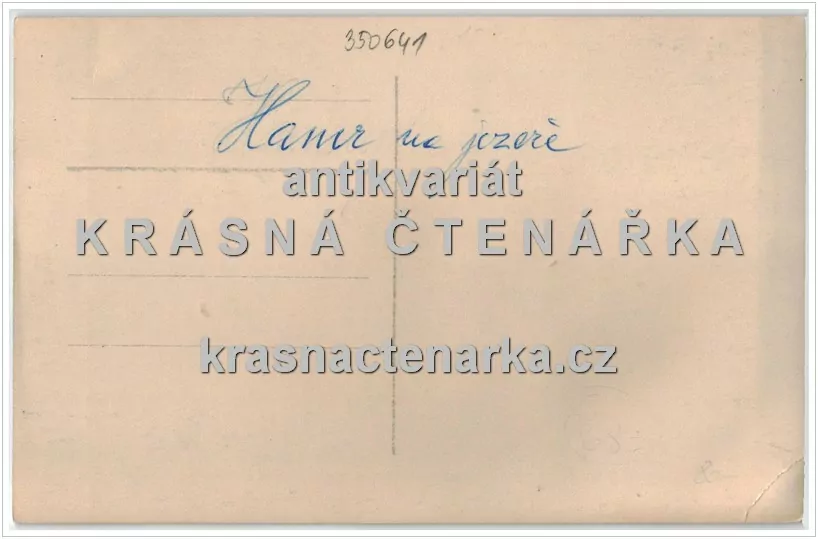 350641
Hamr na jezeře
antikvariát
KRÁSNÁ ČTENÁŘKA
krasnactenarka.cz